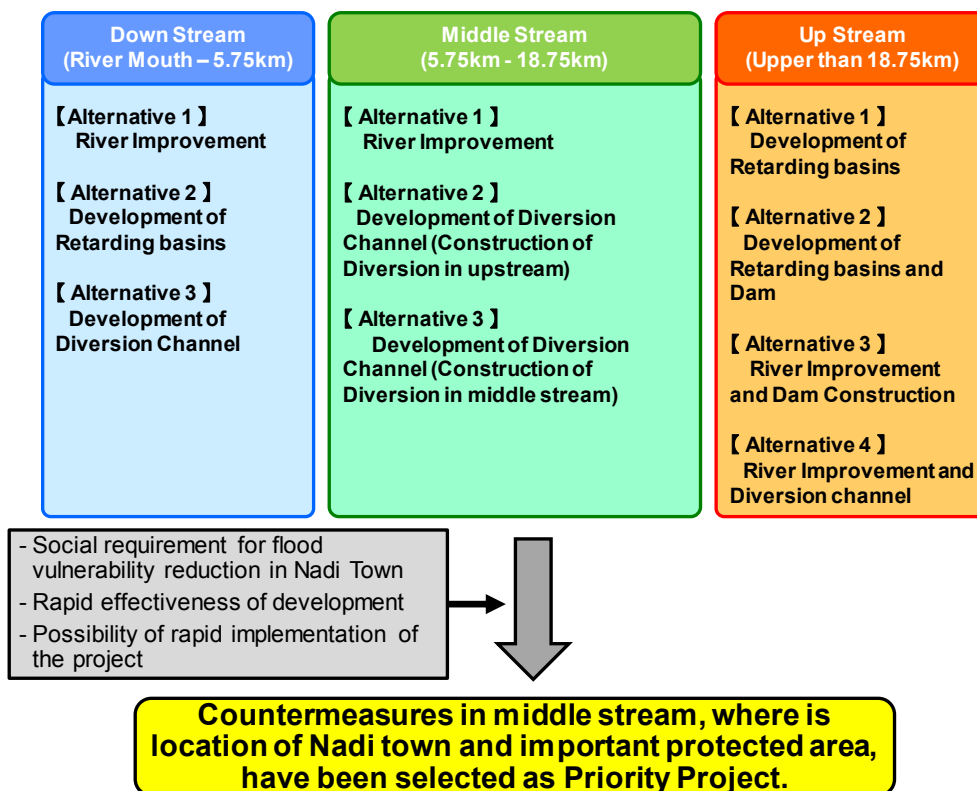 Down Stream
(River Mouth – 5.75km)
【Alternative 1 】
River Improvement
【 Alternative 2 】
Development of
Retarding basins
【 Alternative 3 】
Development of
Diversion Channel
Middle Stream
(5.75km - 18.75km)
【 Alternative 1 】
River Improvement
【 Alternative 2 】
Development of Diversion
Channel (Construction of
Diversion in upstream)
【 Alternative 3 】
Development of Diversion
Channel (Construction of
Diversion in middle stream)
Up Stream
(Upper than 18.75km)
【 Alternative 1 】
Development of
Retarding basins
【 Alternative 2 】
Development of
Retarding basins and
Dam
【 Alternative 3 】
River Improvement
and Dam Construction
【 Alternative 4 】
River Improvement and
Diversion channel
- Social requirement for flood
vulnerability reduction in Nadi Town
- Rapid effectiveness of development
- Possibility of rapid implementation of
the project
Countermeasures in middle stream, where is
location of Nadi town and important protected area,
have been selected as Priority Project.